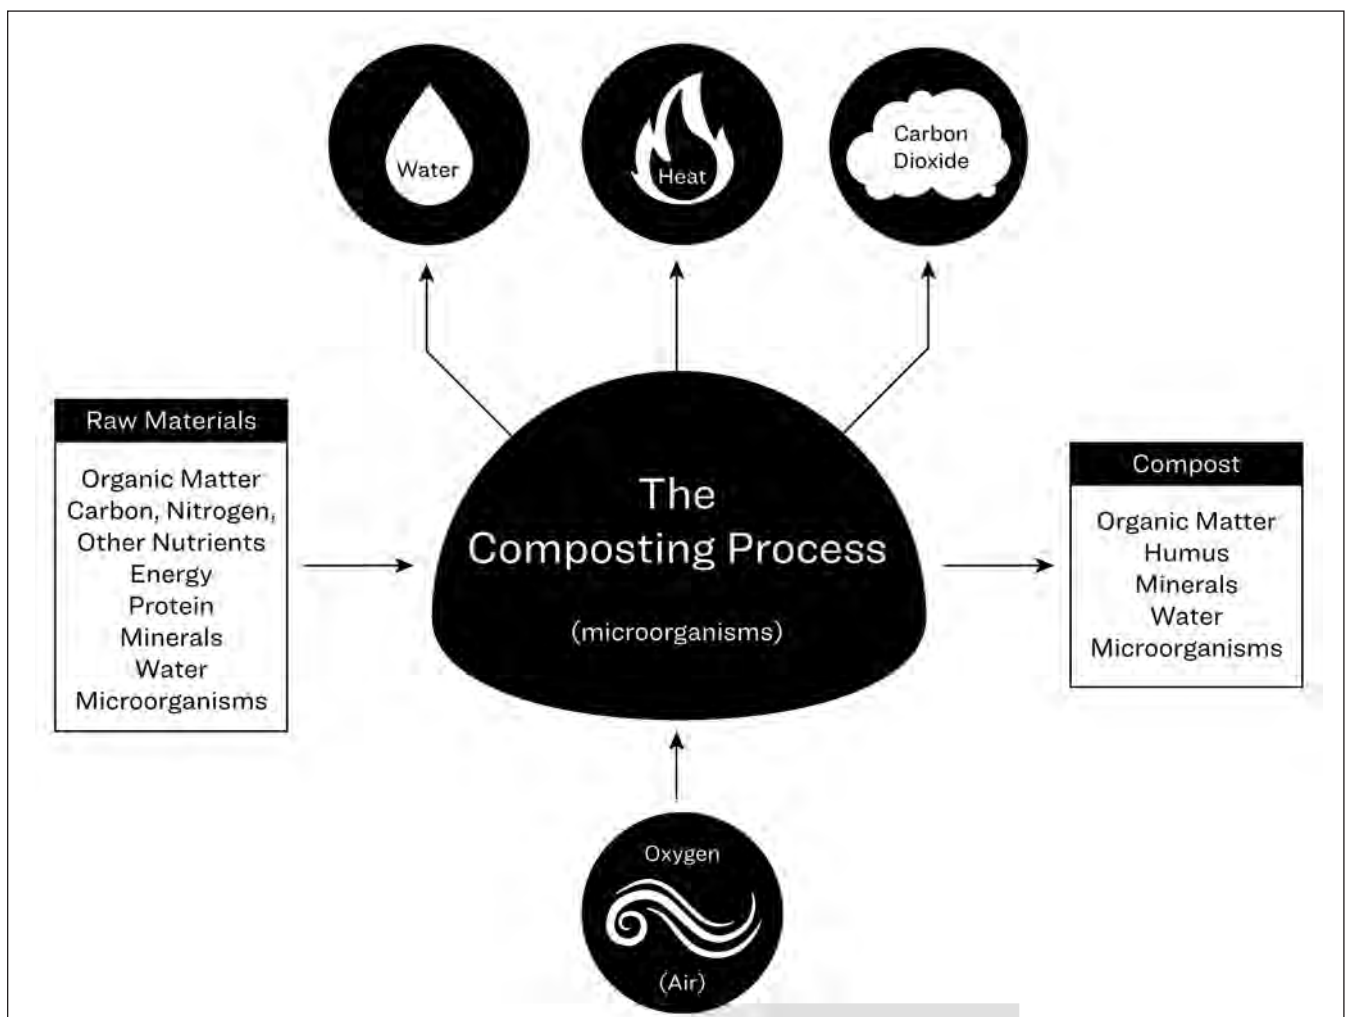 Water
Heat
Carbon
Dioxide
Raw Materials
Organic Matter
Carbon, Nitrogen,
Other Nutrients
Energy
Protein
Minerals
Water
Microorganisms
The
Composting Process
(microorganisms)
Compost
Organic Matter
Humus
Minerals
Water
Microorganisms
Oxygen
(Air)